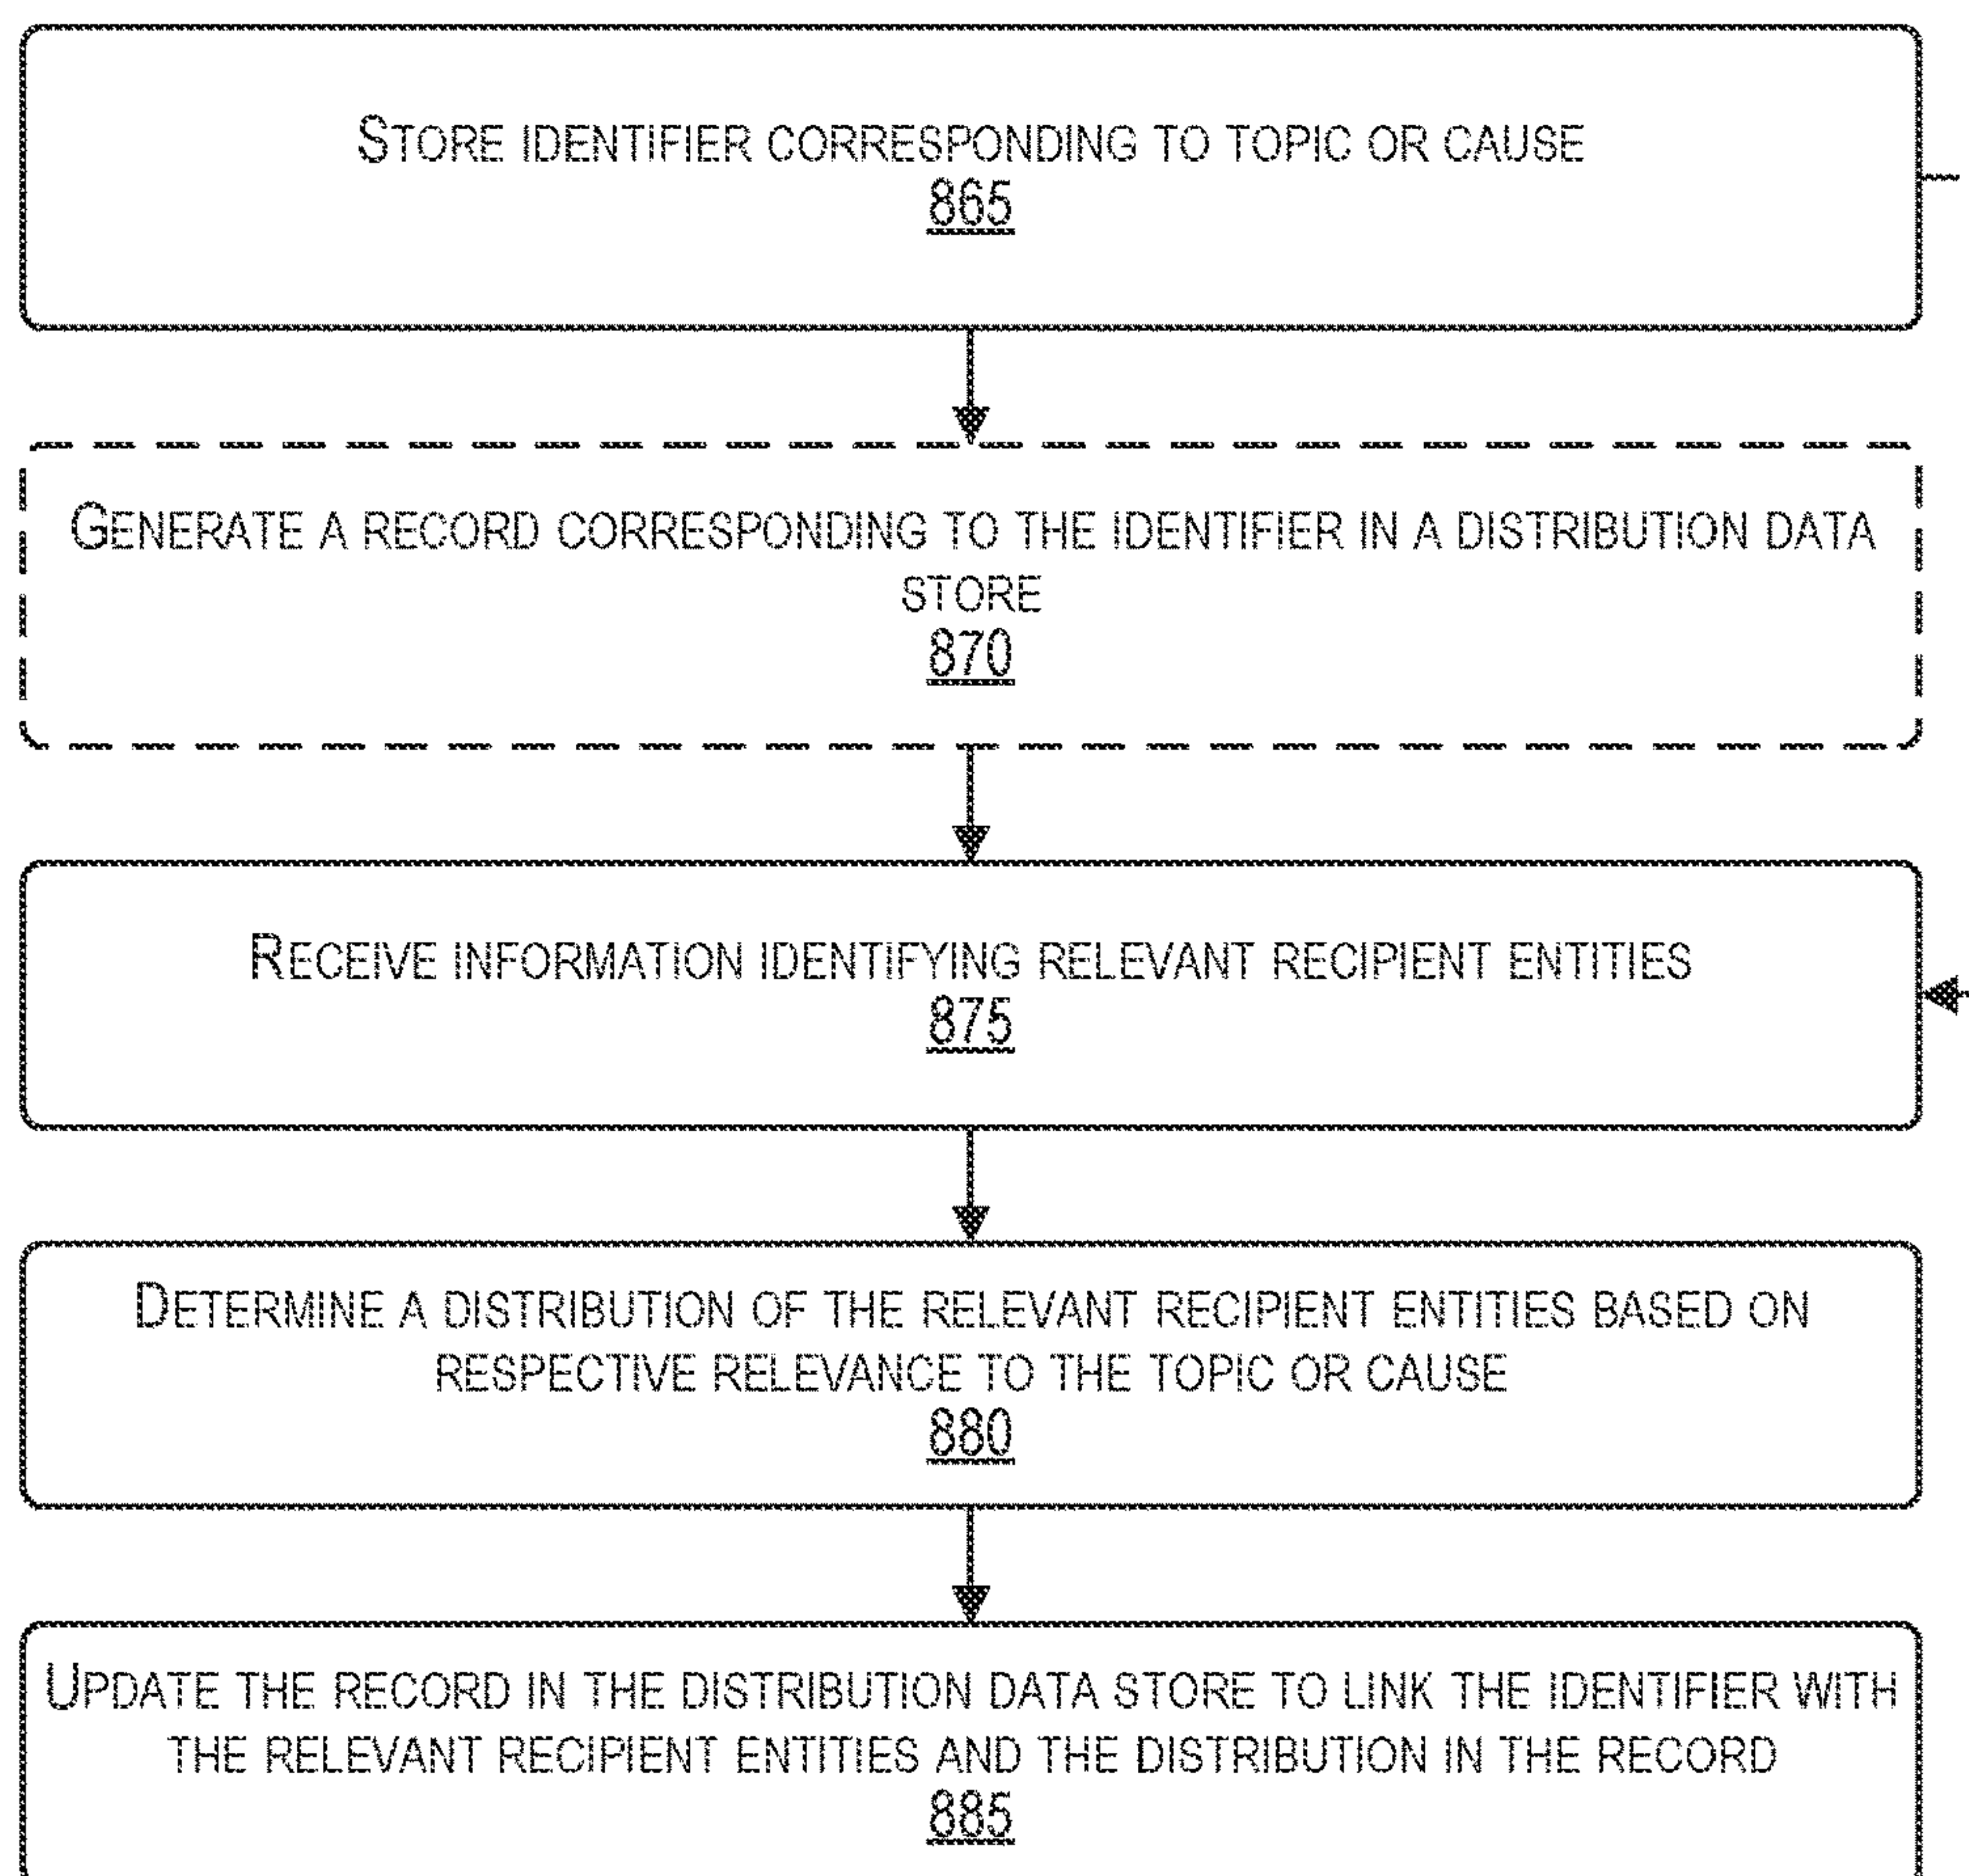 STORE IDENTIFIER CORRESPONDING TO TOPIC OR CAUSE
865
GENERATE A RECORD CORRESPONDING TO THE IDENTIFIER IN A DISTRIBUTION DATA
STORE
870
RECEIVE INFORMATION IDENTIFYING RELEVANT RECIPIENT ENTITIES
875
DETERMINE A DISTRIBUTION OF THE RELEVANT RECIPIENT ENTITIES BASED ON
RESPECTIVE RELEVANCE TO THE TOPIC OR CAUSE
880
UPDATE THE RECORD IN THE DISTRIBUTION DATA STORE TO LINK THE IDENTIFIER WITH
THE RELEVANT RECIPIENT ENTITIES AND THE DISTRIBUTION IN THE RECORD
885